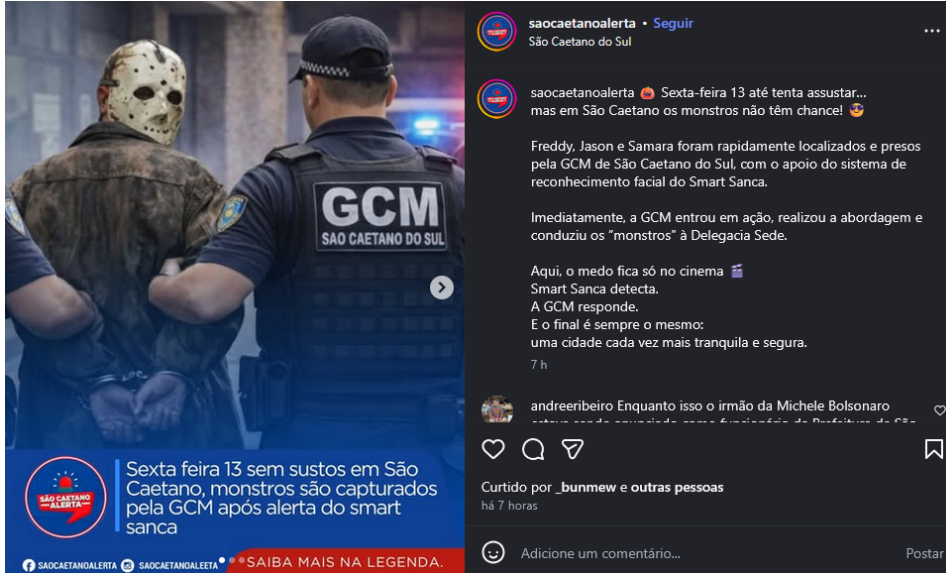 GCM
SAO CAETANO DO SUL
SÃO CAETANO
ALERTA
Sexta feira 13 sem sustos em São
Caetano, monstros são capturados
pela GCM após alerta do smart
sanca
SAOCAETANOALERTA SAOCAETANOALEETA
SAIBA MAIS NA LEGENDA.
saocaetanoalerta • Seguir
São Caetano do Sul
saocaetanoalerta 🎃 Sexta-feira 13 até tenta assustar...
mas em São Caetano os monstros não têm chance! 😎
Freddy, Jason e Samara foram rapidamente localizados e presos
pela GCM de São Caetano do Sul, com o apoio do sistema de
reconhecimento facial do Smart Sanca.
Imediatamente, a GCM entrou em ação, realizou a abordagem e
conduziu os "monstros" à Delegacia Sede.
Aqui, o medo fica só no cinema 🎬
Smart Sanca detecta.
A GCM responde.
E o final é sempre o mesmo:
uma cidade cada vez mais tranquila e segura.
7 h
andreeribeiro Enquanto isso o irmão da Michele Bolsonaro
Curtido por _bunmew e outras pessoas
há 7 horas
Adicione um comentário...
Postar